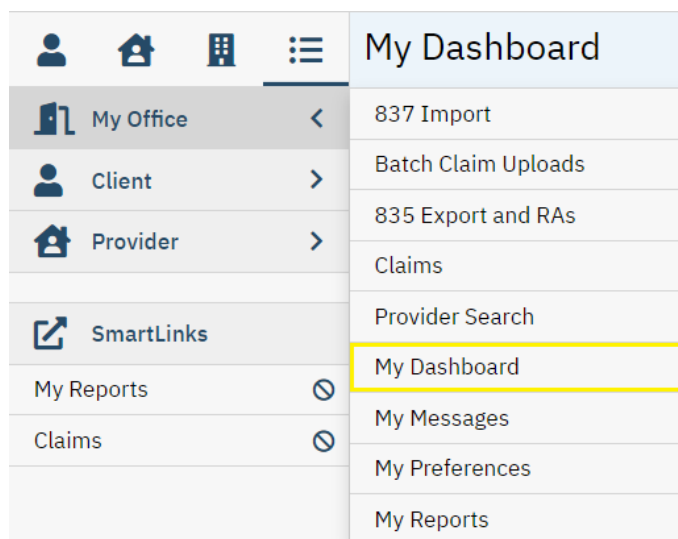 My Dashboard
My Office
Client
Provider
SmartLinks
My Reports
Claims
837 Import
Batch Claim Uploads
835 Export and RAs
Claims
Provider Search
My Dashboard
My Messages
My Preferences
My Reports